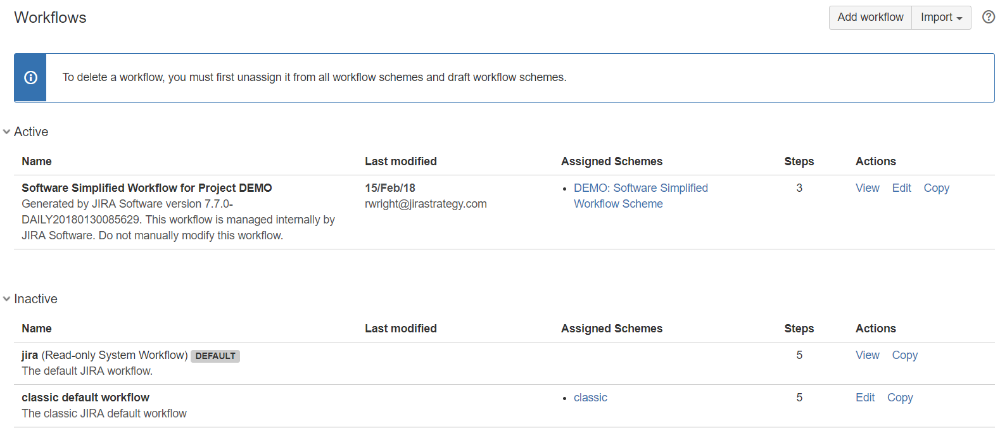 Workflows
Add workflow Import
To delete a workflow, you must first unassign it from all workflow schemes and draft workflow schemes.
Active
Name Last modified Assigned Schemes Steps Actions
Software Simplified Workflow for Project DEMO 15/Feb/18 • DEMO: Software Simplified 3 View Edit Copy
Generated by JIRA Software version 7.7.0- rwright@jirastrategy.com Workflow Scheme
DAILY20180130085629. This workflow is managed internally by
JIRA Software. Do not manually modify this workflow.
Inactive
Name Last modified Assigned Schemes Steps Actions
jira (Read-only System Workflow) DEFAULT 5 View Copy
The default JIRA workflow.
classic default workflow • classic 5 Edit Copy
The classic JIRA default workflow